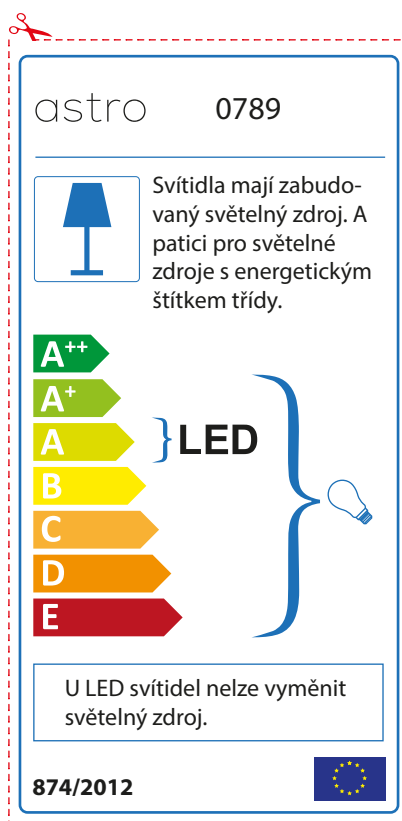 astro 0789
Svítidla mají zabudo-
vaný světelný zdroj. A
patici pro světelné
zdroje s energetickým
štítkem třídy.
A++
A+
A
LED
B
C
D
E
U LED svítidel nelze vyměnit
světelný zdroj.
874/2012